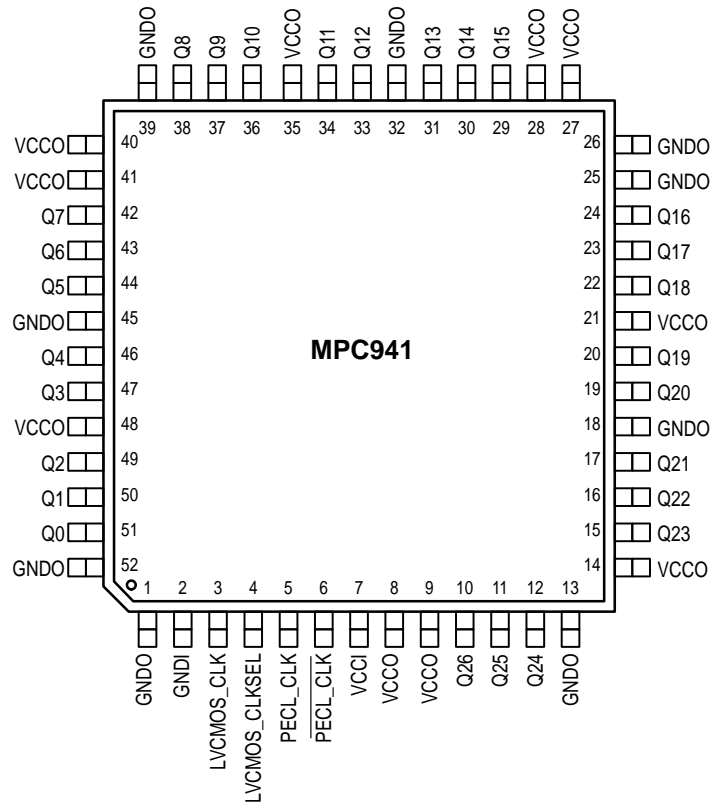 GNDO Q8 Q9 Q10 VCCO Q11 Q12 GNDO Q13 Q14 Q15 VCCO VCCO
39 38 37 36 35 34 33 32 31 30 29 28 27
VCCO 40 26 GNDO
VCCO 41 25 GNDO
Q7 42 24 Q16
Q6 43 23 Q17
Q5 44 22 Q18
GNDO 45 21 VCCO
MPC941
Q4 46 20 Q19
Q3 47 19 Q20
VCCO 48 18 GNDO
Q2 49 17 Q21
Q1 50 16 Q22
Q0 51 15 Q23
GNDO 52 14 VCCO
1 2 3 4 5 6 7 8 9 10 11 12 13
GNDO GNDI LVCMOS_CLK LVCMOS_CLKSEL PECL_CLK PECL_CLK VCCI VCCO VCCO Q26 Q25 Q24 GNDO